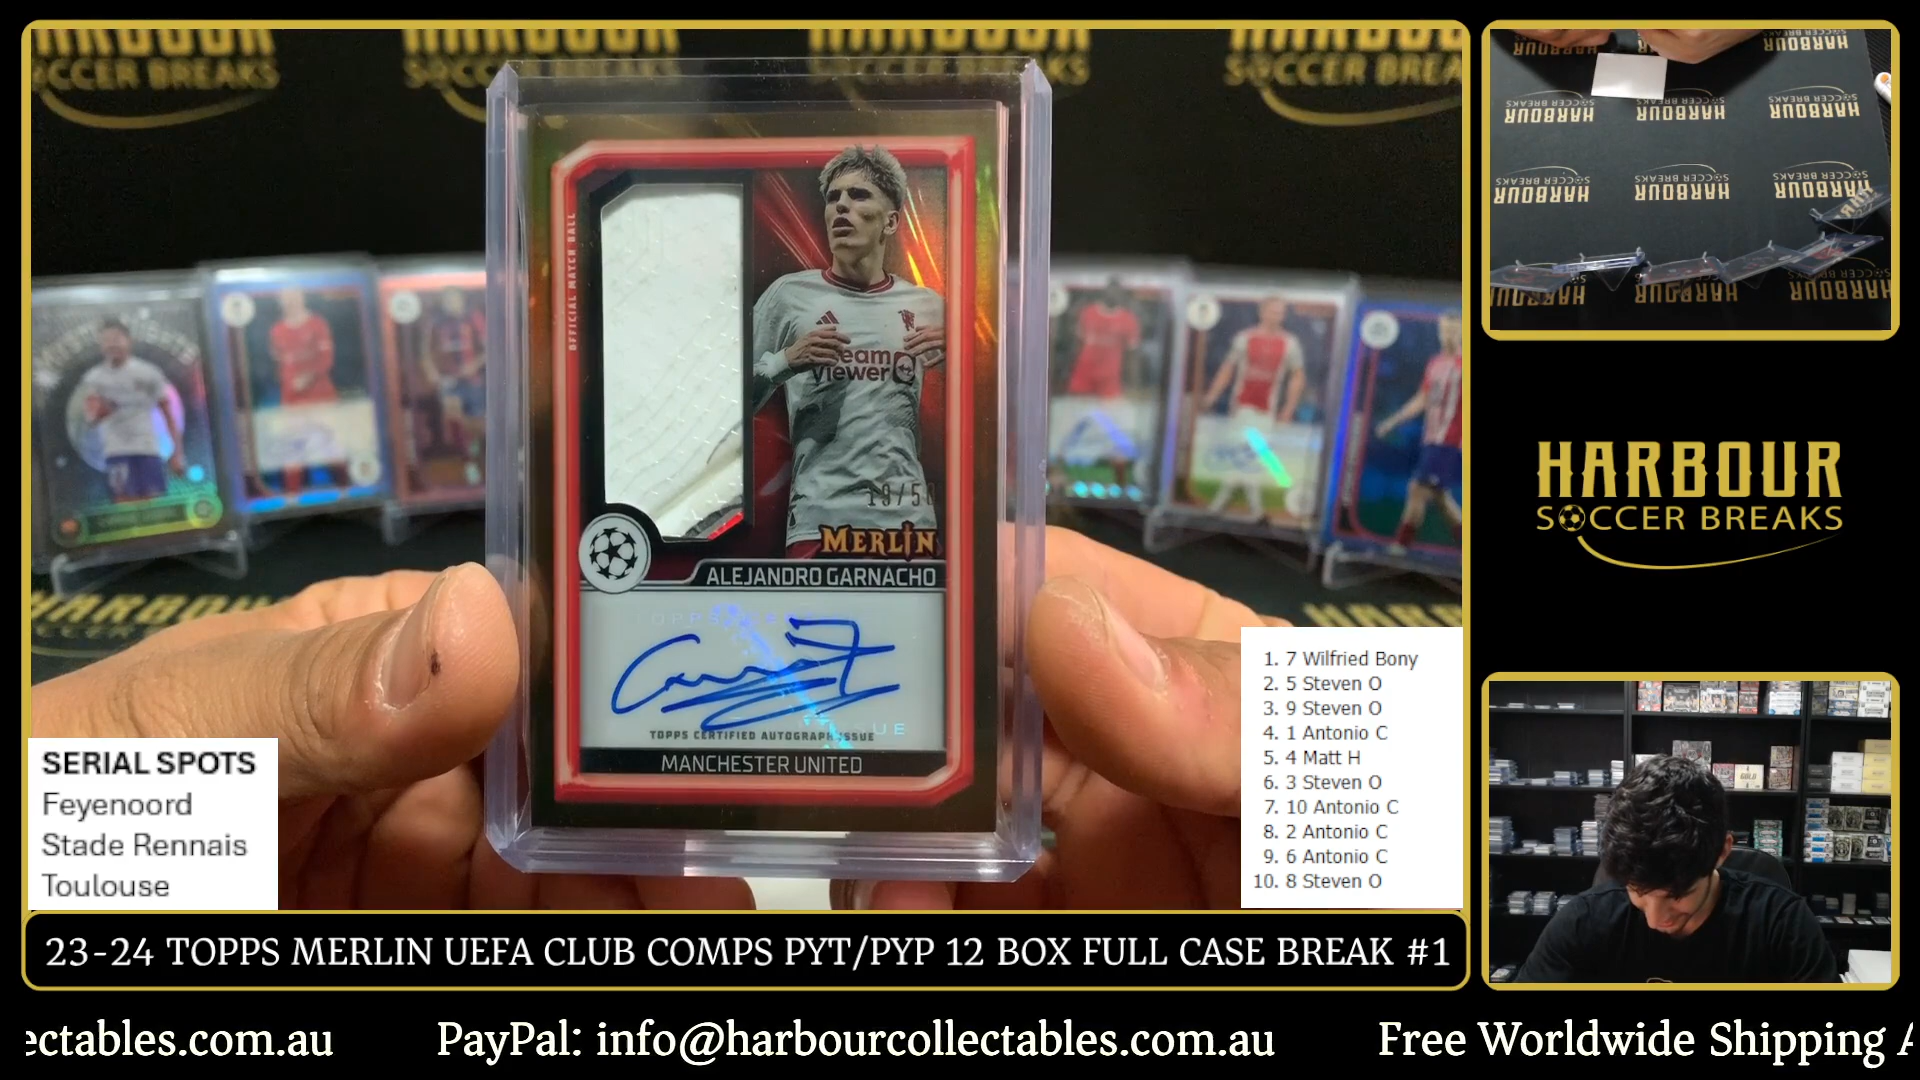 HARBOUR
SOCCER BREAKS
OFFICIAL MATCH BALL
Team
Viewer
19/50
MERLIN
ALEJANDRO GARNACHO
TOPPS CERTIFIED AUTOGRAPH ISSUE
MANCHESTER UNITED
SERIAL SPOTS
Feyenoord
Stade Rennais
Toulouse
1. 7 Wilfried Bony
2. 5 Steven O
3. 9 Steven O
4. 1 Antonio C
5. 4 Matt H
6. 3 Steven O
7. 10 Antonio C
8. 2 Antonio C
9. 6 Antonio C
10. 8 Steven O
HARBOUR
SOCCER BREAKS
23-24 TOPPS MERLIN UEFA CLUB COMPS PYT/PYP 12 BOX FULL CASE BREAK #1
ectables.com.au PayPal: info@harbourcollectables.com.au Free Worldwide Shipping A